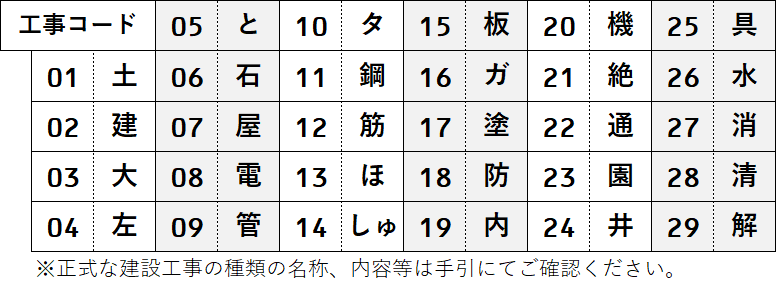 工事コード 05 と 10 タ 15 板 20 機 25 具
01 土 06 石 11 鋼 16 ガ 21 絶 26 水
02 建 07 屋 12 筋 17 塗 22 通 27 消
03 大 08 電 13 ほ 18 防 23 園 28 清
04 左 09 管 14 しゅ 19 内 24 井 29 解
※正式な建設工事の種類の名称、内容等は手引にてご確認ください。